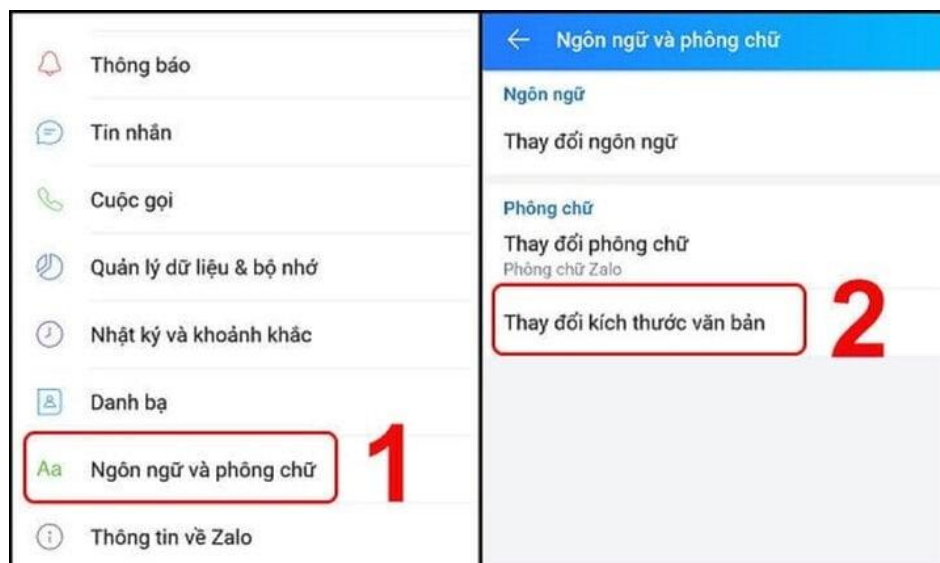 Thông báo
Tin nhắn
Cuộc gọi
Quản lý dữ liệu & bộ nhớ
Nhật ký và khoảnh khắc
Danh bạ
Aa Ngôn ngữ và phông chữ
1
Thông tin về Zalo
Ngôn ngữ và phông chữ
Ngôn ngữ
Thay đổi ngôn ngữ
Phông chữ
Thay đổi phông chữ
Phông chữ Zalo
Thay đổi kích thước văn bản
2